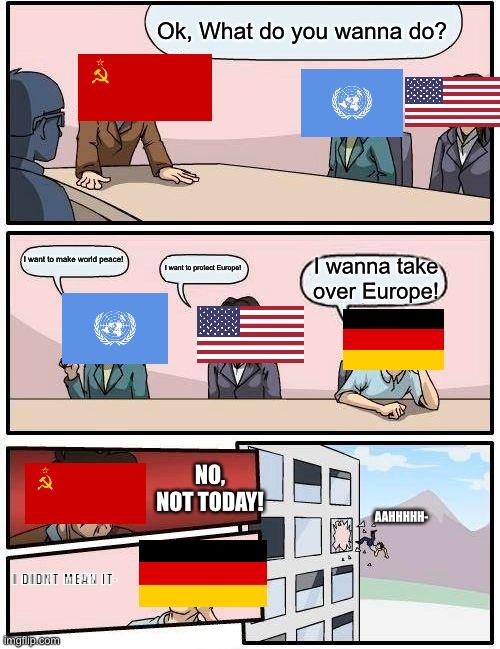 Ok, What do you wanna do?
I want to make world peace!
I want to protect Europe!
I wanna take
over Europe!
NO,
NOT TODAY!
AAHHHHH-
I DIDNT MEAN IT-
imgflip.com